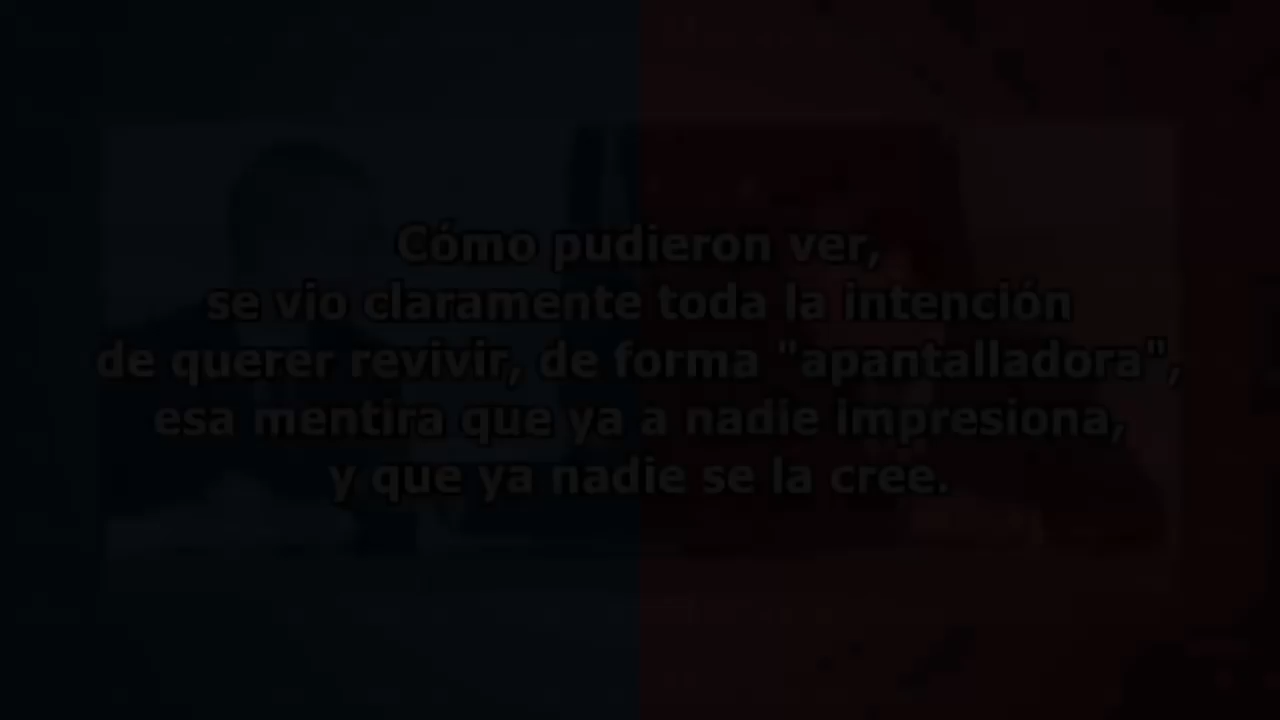 Cómo pudieron ver,
se vio claramente toda la intención
de querer revivir, de forma "apantalladora",
esa mentira que ya a nadie impresiona,
y que ya nadie se la cree.